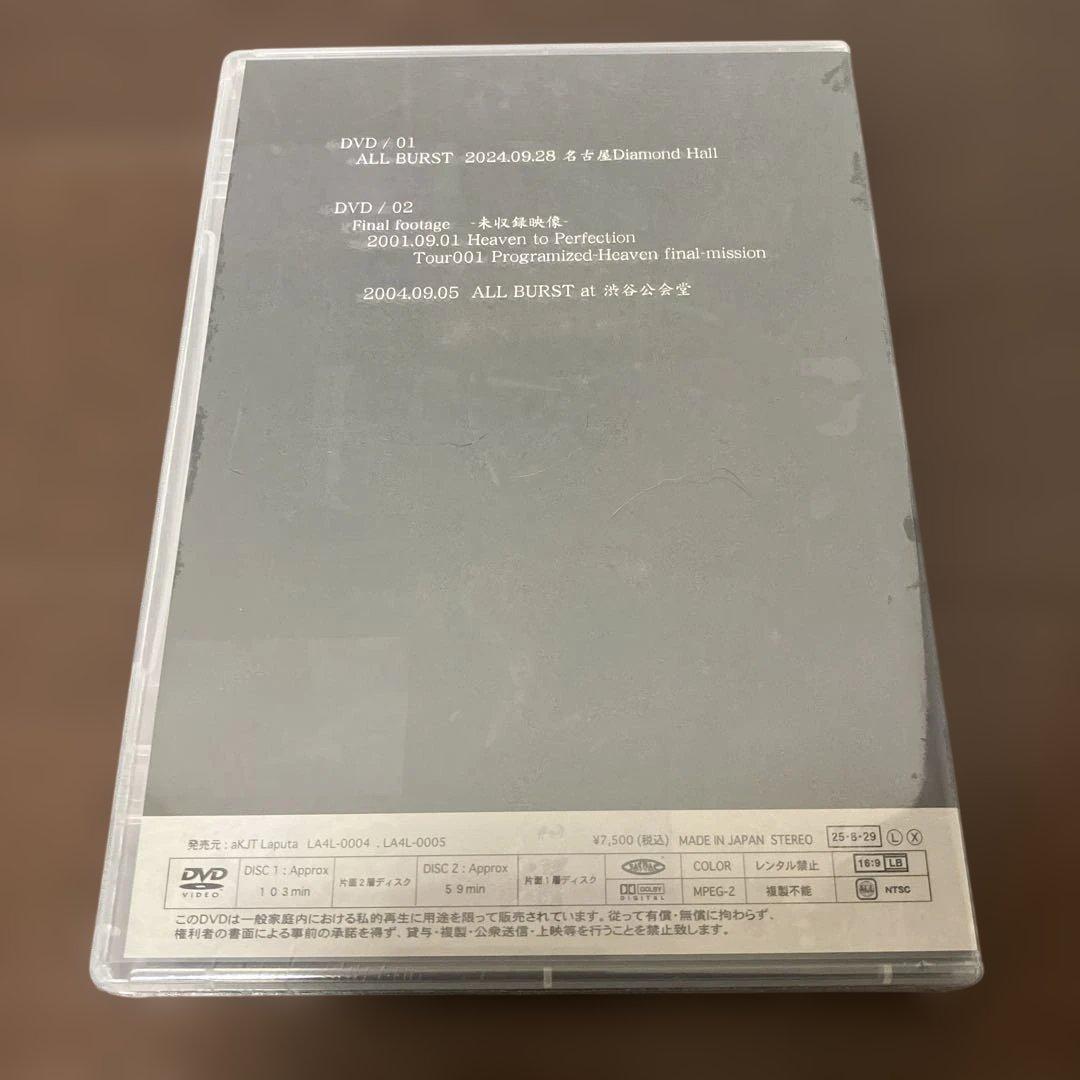 DVD / 01
ALL BURST 2024.09.28 名古屋Diamond Hall
DVD / 02
Final footage -未収録映像-
2001.09.01 Heaven to Perfection
Tour001 Programized-Heaven final-mission
2004.09.05 ALL BURST at 渋谷公会堂
発売元：aKJT Laputa LA4L-0004 . LA4L-0005 ¥7,500 (税込) MADE IN JAPAN STEREO 25-8-29 L X
DVD VIDEO
DISC 1 : Approx 103min
片面2層ディスク
DISC 2 : Approx 59min
片面1層ディスク
JASRAC COLOR レンタル禁止 16:9 LB
DOLBY DIGITAL MPEG-2 複製不能 ALL NTSC
このDVDは一般家庭内における私的再生に用途を限って販売されています。従って有償・無償に拘わらず、
権利者の書面による事前の承諾を得ず、貸与・複製・公衆送信・上映等を行うことを禁止致します。